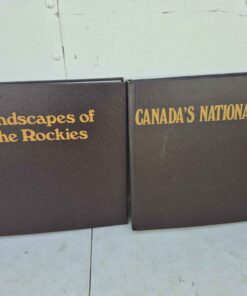 ndscapes of
he Rockies
CANADA'S NATIONA